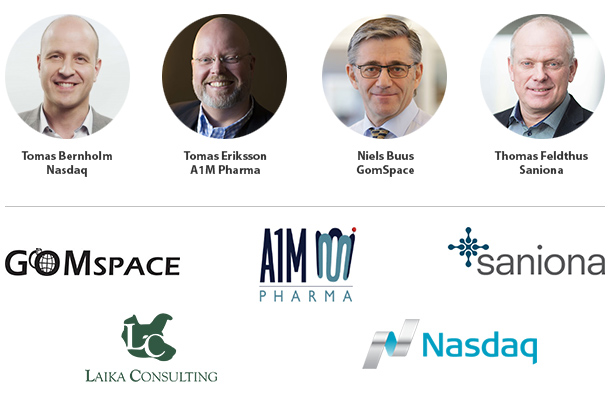 Tomas Bernholm
Nasdaq
Tomas Eriksson
A1M Pharma
Niels Buus
GomSpace
Thomas Feldthus
Saniona
GOMSPACE
A1M
PHARMA
saniona
LC
LAIKA CONSULTING
Nasdaq